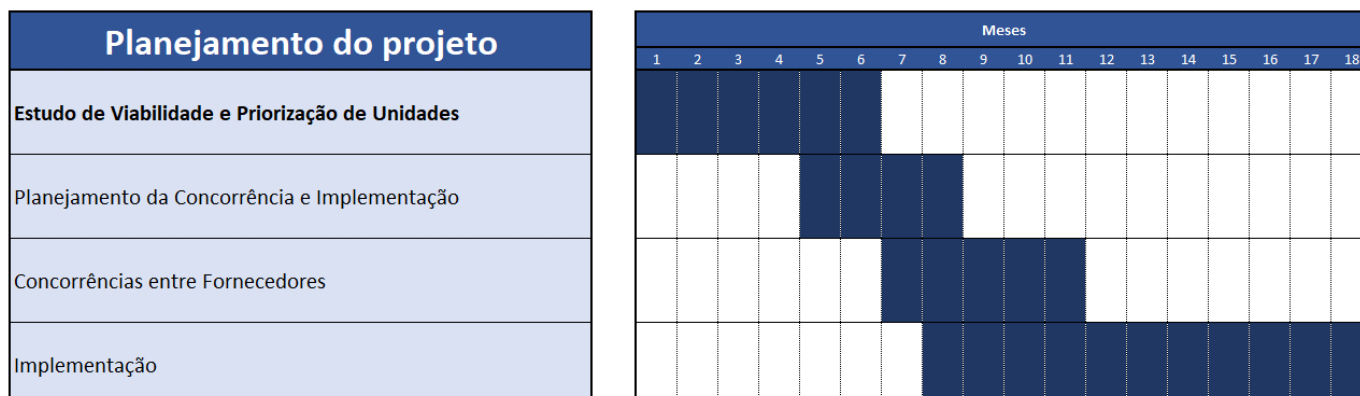 Planejamento do projeto
Meses
1 2 3 4 5 6 7 8 9 10 11 12 13 14 15 16 17 18
Estudo de Viabilidade e Priorização de Unidades
Planejamento da Concorrência e Implementação
Concorrências entre Fornecedores
Implementação